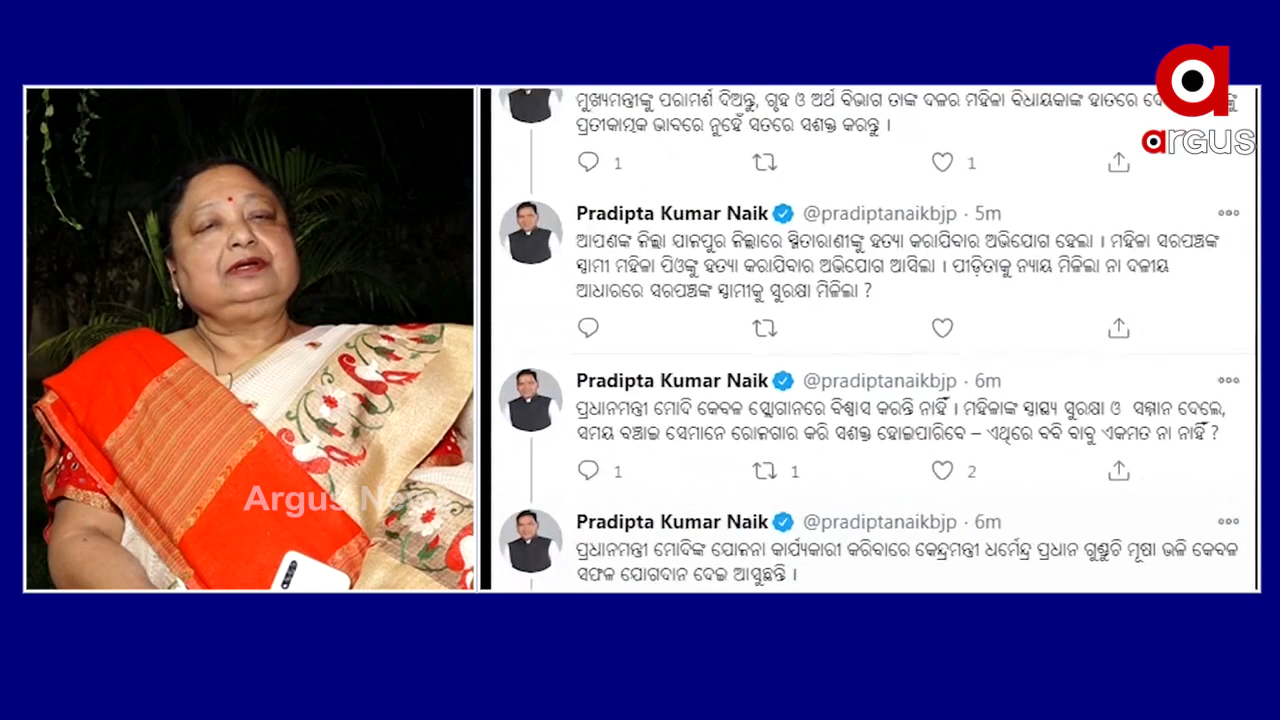 ମୁଖ୍ୟମନ୍ତ୍ରୀଙ୍କୁ ପରାମର୍ଶ ଦିଅନ୍ତୁ, ଗୃହ ଓ ଅର୍ଥ ବିଭାଗ ତାଙ୍କ ଦଳର ମହିଳା ବିଧାୟକାଙ୍କ ହାତରେ
ପ୍ରତୀକାତ୍ମକ ଭାବରେ ନୁହେଁ ସତରେ ସଶକ୍ତ କରନ୍ତୁ ।
1 1
argus
Pradipta Kumar Naik @pradiptanaikbjp · 5m
ଆପଣଙ୍କ ଜିଲ୍ଲା ଯାଜପୁର ଜିଲ୍ଲାରେ ସ୍ମିତାରାଣୀଙ୍କୁ ହତ୍ୟା କରାଯିବାର ଅଭିଯୋଗ ହେଲା । ମହିଳା ସରପଞ୍ଚଙ୍କ
ସ୍ଵାମୀ ମହିଳା ପିଓଙ୍କୁ ହତ୍ୟା କରାଯିବାର ଅଭିଯୋଗ ଆସିଲା । ପୀଡ଼ିତାକୁ ନ୍ୟାୟ ମିଳିଲା ନା ଦଳୀୟ
ଆଧାରରେ ସରପଞ୍ଚଙ୍କ ସ୍ଵାମୀକୁ ସୁରକ୍ଷା ମିଳିଲା ?
Pradipta Kumar Naik @pradiptanaikbjp · 6m
ପ୍ରଧାନମନ୍ତ୍ରୀ ମୋଦି କେବଳ ସ୍ଲୋଗାନରେ ବିଶ୍ଵାସ କରନ୍ତି ନାହିଁ । ମହିଳାଙ୍କ ସ୍ଵାସ୍ଥ୍ୟ ସୁରକ୍ଷା ଓ ସମ୍ମାନ ଦେଲେ,
ସମୟ ବଞ୍ଚାଇ ସେମାନେ ରୋଜଗାର କରି ସଶକ୍ତ ହୋଇପାରିବେ – ଏଥିରେ ବବି ବାବୁ ଏକମତ ନା ନାହିଁ ?
1 1 2
Pradipta Kumar Naik @pradiptanaikbjp · 6m
ପ୍ରଧାନମନ୍ତ୍ରୀ ମୋଦିଙ୍କ ଯୋଜନା କାର୍ଯ୍ୟକାରୀ କରିବାରେ କେନ୍ଦ୍ରମନ୍ତ୍ରୀ ଧର୍ମେନ୍ଦ୍ର ପ୍ରଧାନ ଗୁଣ୍ଡୁଚି ମୂଷା ଭଳି କେବଳ
ସଫଳ ଯୋଗଦାନ ଦେଇ ଆସୁଛନ୍ତି ।
Argus News